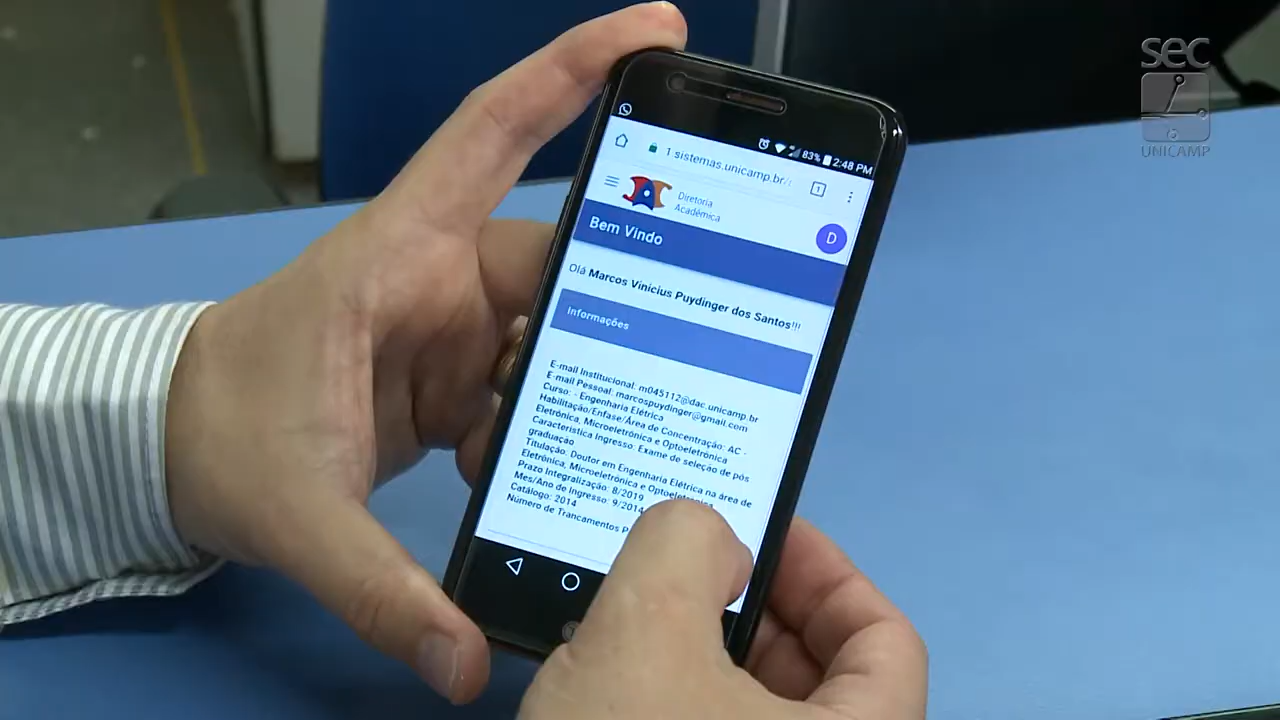 sec
UNICAMP
83% 2:48 PM
1 sistemas.unicamp.br/
1
Diretoria
Acadêmica
D
Bem Vindo
Olá Marcos Vinicius Puydinger dos Santos!!!
Informações
E-mail Institucional: m045112@dac.unicamp.br
E-mail Pessoal: marcospuydinger@gmail.com
Curso: - Engenharia Elétrica
Habilitação/Enfase/Área de Concentração: AC -
Eletrônica, Microeletrônica e Optoeletrônica
Característica Ingresso: Exame de seleção de pós
graduação
Titulação: Doutor em Engenharia Elétrica na área de
Eletrônica, Microeletrônica e Optoeletrônica
Prazo Integralização: 8/2019
Mes/Ano de Ingresso: 9/2014
Catálogo: 2014
Número de Trancamentos P